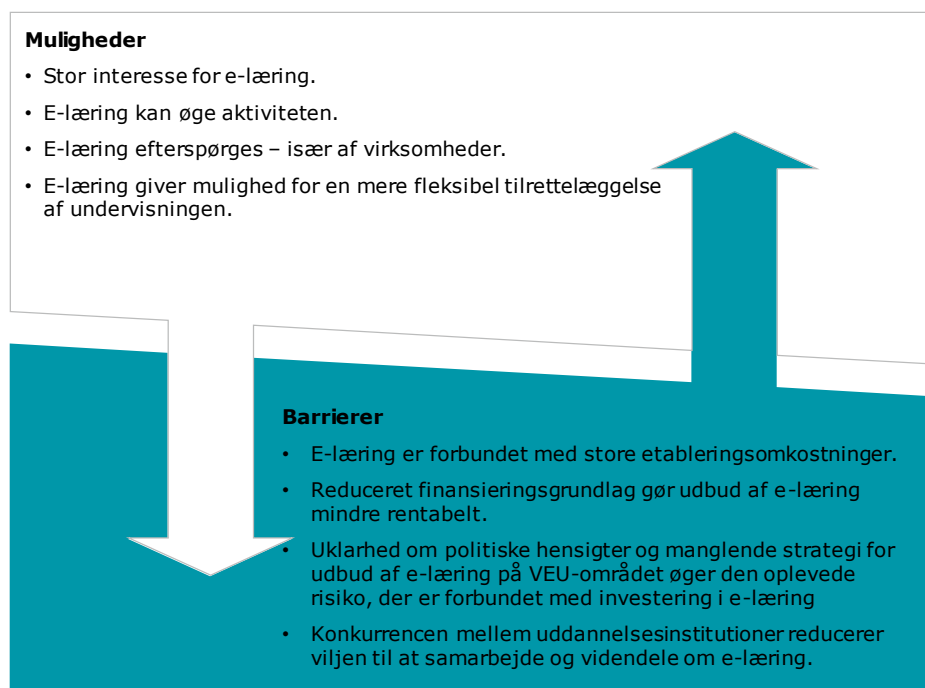 Muligheder
• Stor interesse for e-læring.
• E-læring kan øge aktiviteten.
• E-læring efterspørges – især af virksomheder.
• E-læring giver mulighed for en mere fleksibel tilrettelæggelse
af undervisningen.
Barrierer
• E-læring er forbundet med store etableringsomkostninger.
• Reduceret finansieringsgrundlag gør udbud af e-læring
mindre rentabelt.
• Uklarhed om politiske hensigter og manglende strategi for
udbud af e-læring på VEU-området øger den oplevede
risiko, der er forbundet med investering i e-læring
• Konkurrencen mellem uddannelsesinstitutioner reducerer
viljen til at samarbejde og videndele om e-læring.